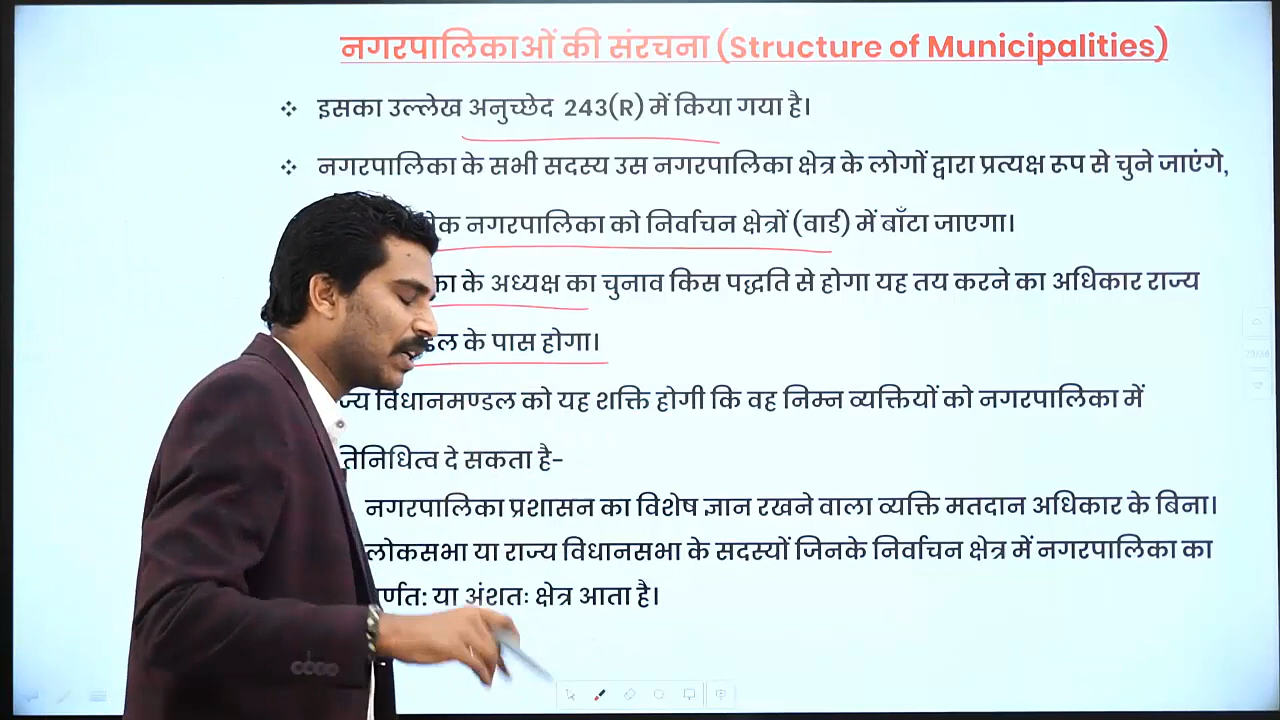 नगरपालिकाओं की संरचना (Structure of Municipalities)
❖ इसका उल्लेख अनुच्छेद 243(R) में किया गया है।
❖ नगरपालिका के सभी सदस्य उस नगरपालिका क्षेत्र के लोगों द्वारा प्रत्यक्ष रूप से चुने जाएंगे,
नगरपालिका को निर्वाचन क्षेत्रों (वार्ड) में बाँटा जाएगा।
के अध्यक्ष का चुनाव किस पद्धति से होगा यह तय करने का अधिकार राज्य
के पास होगा।
विधानमण्डल को यह शक्ति होगी कि वह निम्न व्यक्तियों को नगरपालिका में
दे सकता है-
नगरपालिका प्रशासन का विशेष ज्ञान रखने वाला व्यक्ति मतदान अधिकार के बिना।
लोकसभा या राज्य विधानसभा के सदस्यों जिनके निर्वाचन क्षेत्र में नगरपालिका का
या अंशतः क्षेत्र आता है।